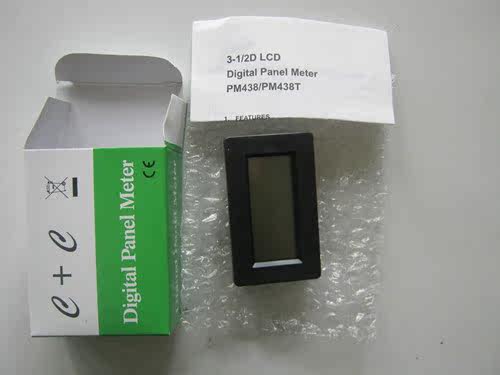 3-1/2D LCD
Digital Panel Meter
PM438/PM438T
1. FEATURES
C + C
Digital Panel Meter
CE